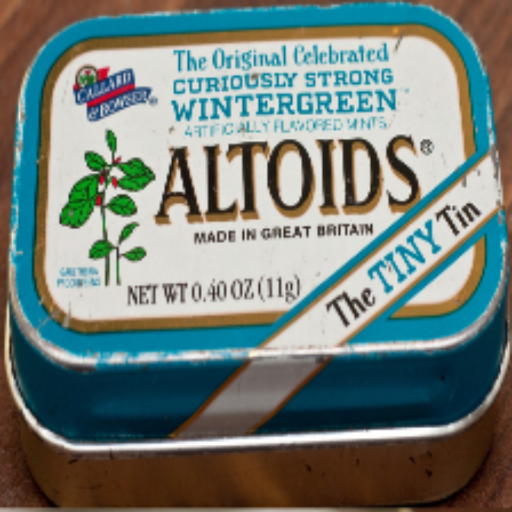 The Original Celebrated
CALLARD
& BOWSER®
CURIOUSLY STRONG
WINTERGREEN™
ARTIFICIALLY FLAVORED MINTS
ALTOIDS®
MADE IN GREAT BRITAIN
NET WT 0.40 OZ (11g)
The TINY Tin